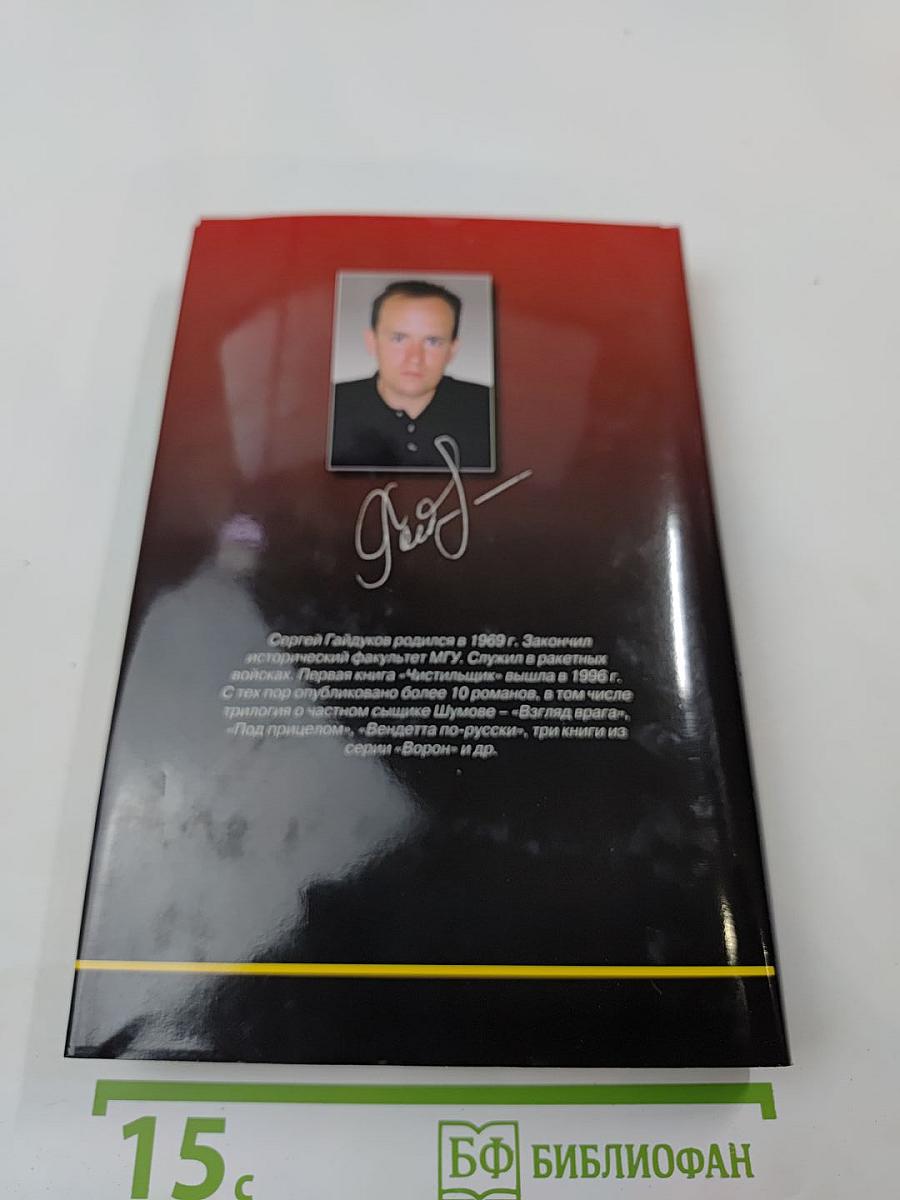 Сергей Гайдуков родился в 1969 г. Закончил
исторический факультет МГУ. Служил в ракетных
войсках. Первая книга «Чистильщик» вышла в 1996 г.
С тех пор опубликовано более 10 романов, в том числе
трилогия о частном сыщике Шумове – «Взгляд врага»,
«Под прицелом», «Вендетта по-русски», три книги из
серии «Ворон» и др.
15 с
БФ БИБЛИОФАН